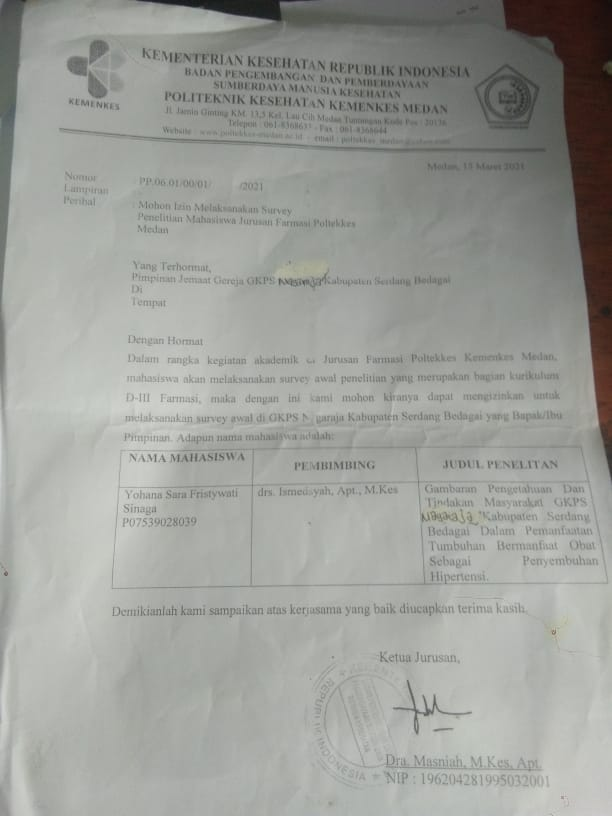 KEMENKES
KEMENTERIAN KESEHATAN REPUBLIK INDONESIA
BADAN PENGEMBANGAN DAN PEMBERDAYAAN
SUMBERDAYA MANUSIA KESEHATAN
POLITEKNIK KESEHATAN KEMENKES MEDAN
Jl. Jamin Ginting KM. 13,5 Kel. Lau Cih Medan Tuntungan Kode Pos : 20136
Telepon : 061-8368633 - Fax : 061-8368644
Website : www.poltekkes-medan.ac.id - email : poltekkes_medan@yahoo.com
Medan, 15 Maret 2021
Nomor PP.06.01/00/01/ /2021
Lampiran
Perihal : Mohon Izin Melaksanakan Survey
Penelitian Mahasiswa Jurusan Farmasi Poltekkes
Medan
Yang Terhormat,
Pimpinan Jemaat Gereja GKPS Kabupaten Serdang Bedagai
Di
Tempat
Dengan Hormat
Dalam rangka kegiatan akademik Jurusan Farmasi Poltekkes Kemenkes Medan,
mahasiswa akan melaksanakan survey awal penelitian yang merupakan bagian kurikulum
D-III Farmasi, maka dengan ini kami mohon kiranya dapat mengizinkan untuk
melaksanakan survey awal di GKPS N garaja Kabupaten Serdang Bedagai yang Bapak/Ibu
Pimpinan. Adapun nama mahasiswa adalah:
NAMA MAHASISWA PEMBIMBING JUDUL PENELITIAN
Yohana Sara Fristywati
Sinaga
P07539028039
drs. Ismedsyah, Apt., M.Kes
Gambaran Pengetahuan Dan
Tindakan Masyarakat GKPS
Nagaraja Kabupaten Serdang
Bedagai Dalam Pemanfaatan
Tumbuhan Bermanfaat Obat
Sebagai Penyembuhan
Hipertensi.
Demikianlah kami sampaikan atas kerjasama yang baik diucapkan terima kasih.
Ketua Jurusan,
REPUBLIK INDONESIA
Dra. Masniah, M.Kes, Apt.
NIP : 196204281995032001